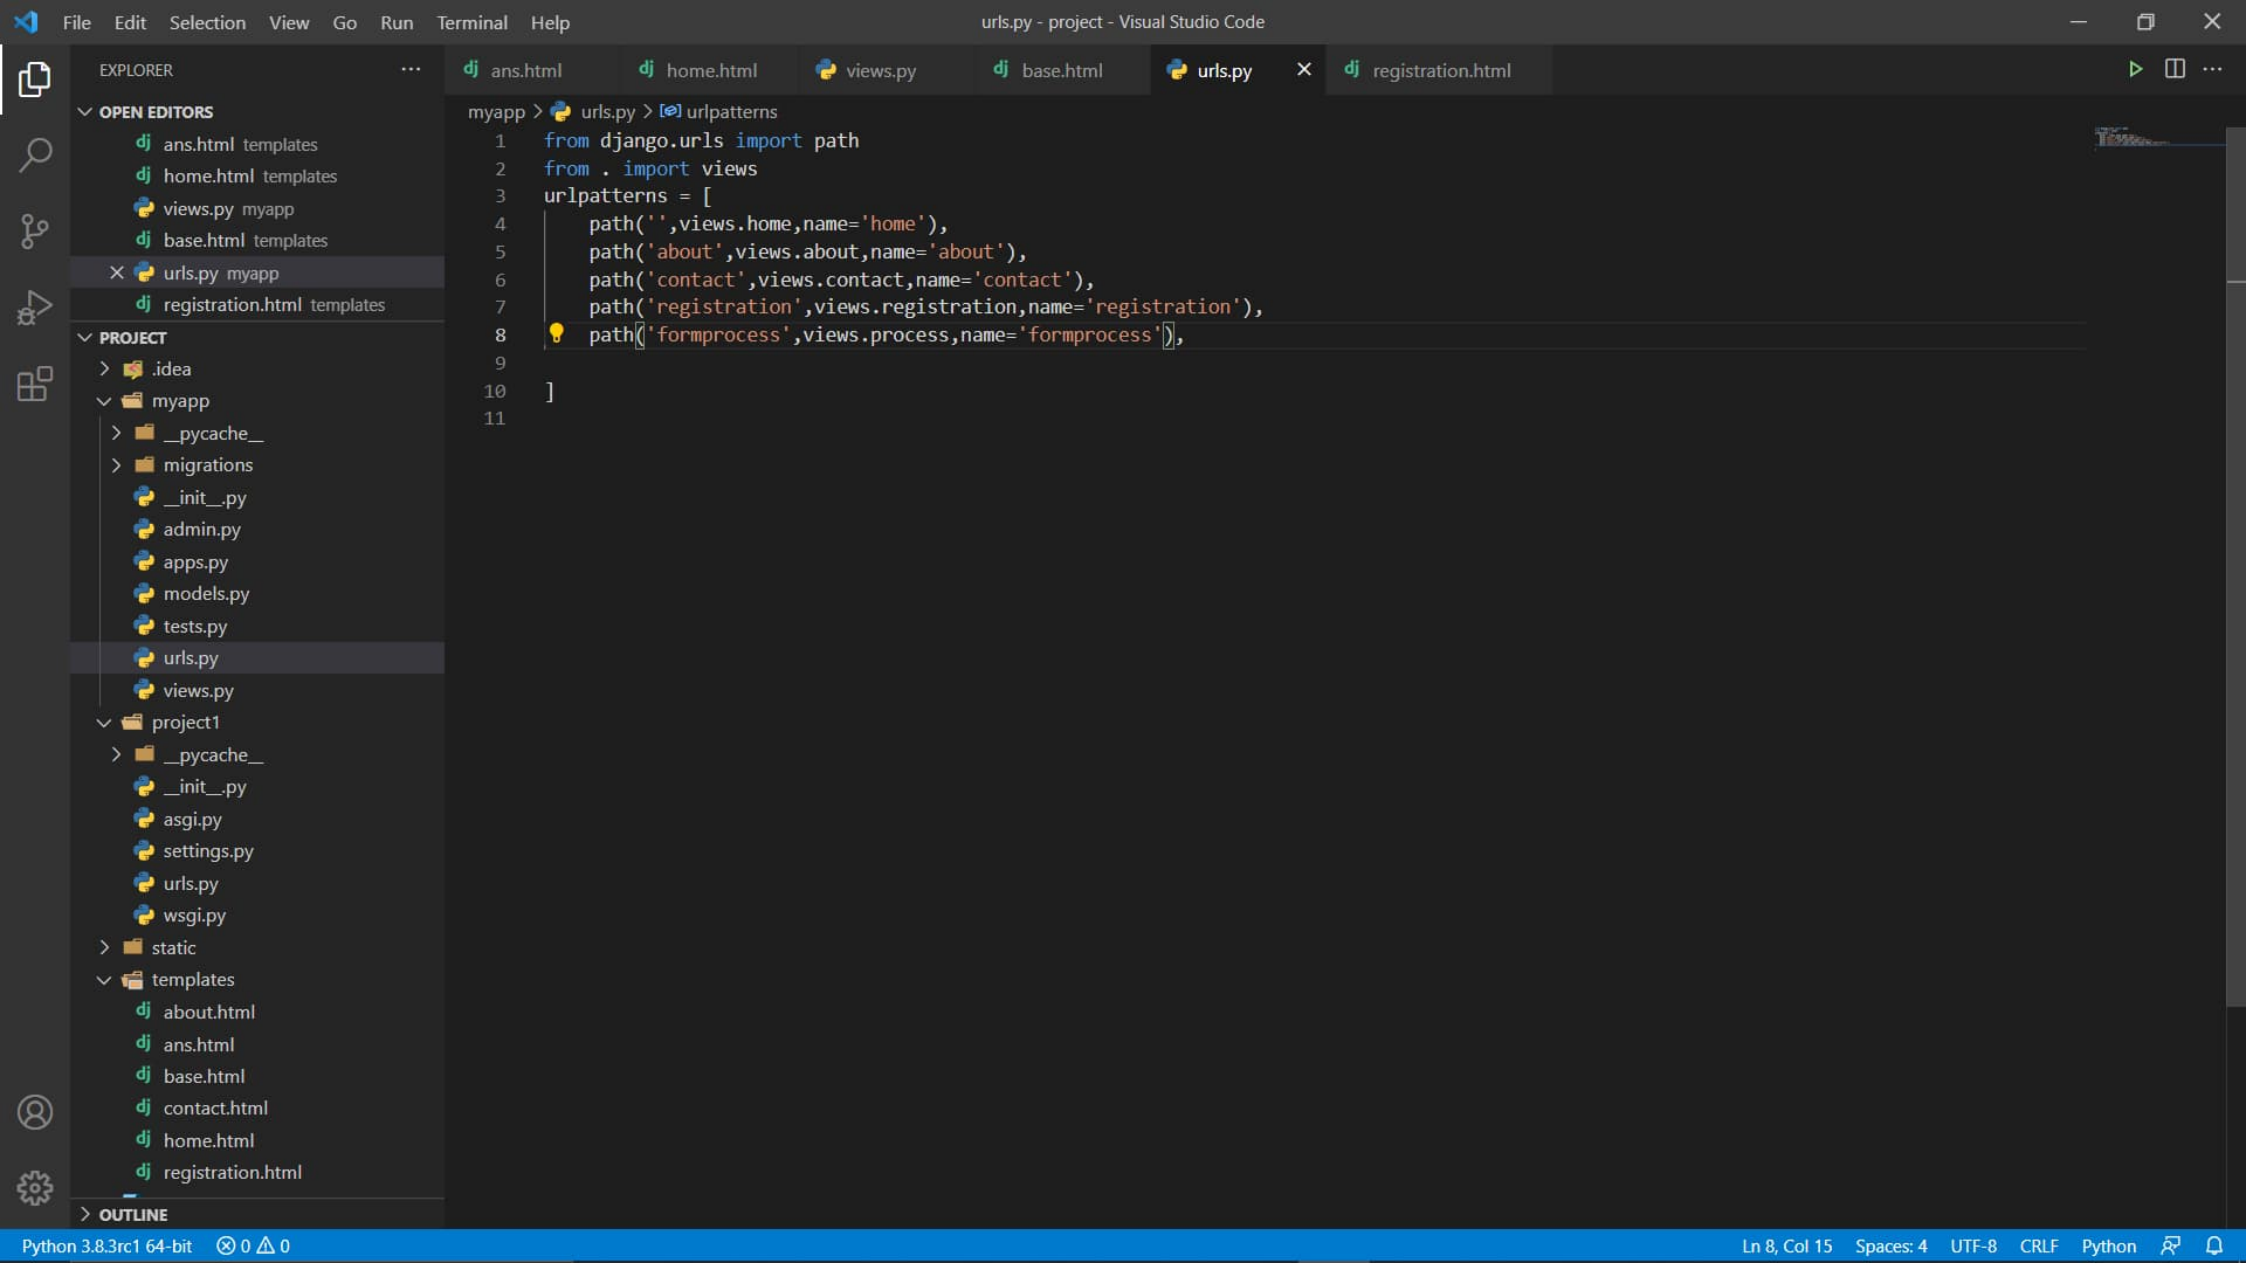 File Edit Selection View Go Run Terminal Help
urls.py - project - Visual Studio Code
EXPLORER
ans.html home.html views.py base.html urls.py registration.html
OPEN EDITORS
ans.html templates
home.html templates
views.py myapp
base.html templates
urls.py myapp
registration.html templates
PROJECT
.idea
myapp
__pycache__
migrations
__init__.py
admin.py
apps.py
models.py
tests.py
urls.py
views.py
project1
__pycache__
__init__.py
asgi.py
settings.py
urls.py
wsgi.py
static
templates
about.html
ans.html
base.html
contact.html
home.html
registration.html
OUTLINE
myapp > urls.py > urlpatterns
1 from django.urls import path
2 from . import views
3 urlpatterns = [
4     path('',views.home,name='home'),
5     path('about',views.about,name='about'),
6     path('contact',views.contact,name='contact'),
7     path('registration',views.registration,name='registration'),
8     path('formprocess',views.process,name='formprocess'),
9
10 ]
11
Python 3.8.3rc1 64-bit 0 0 Ln 8, Col 15 Spaces: 4 UTF-8 CRLF Python